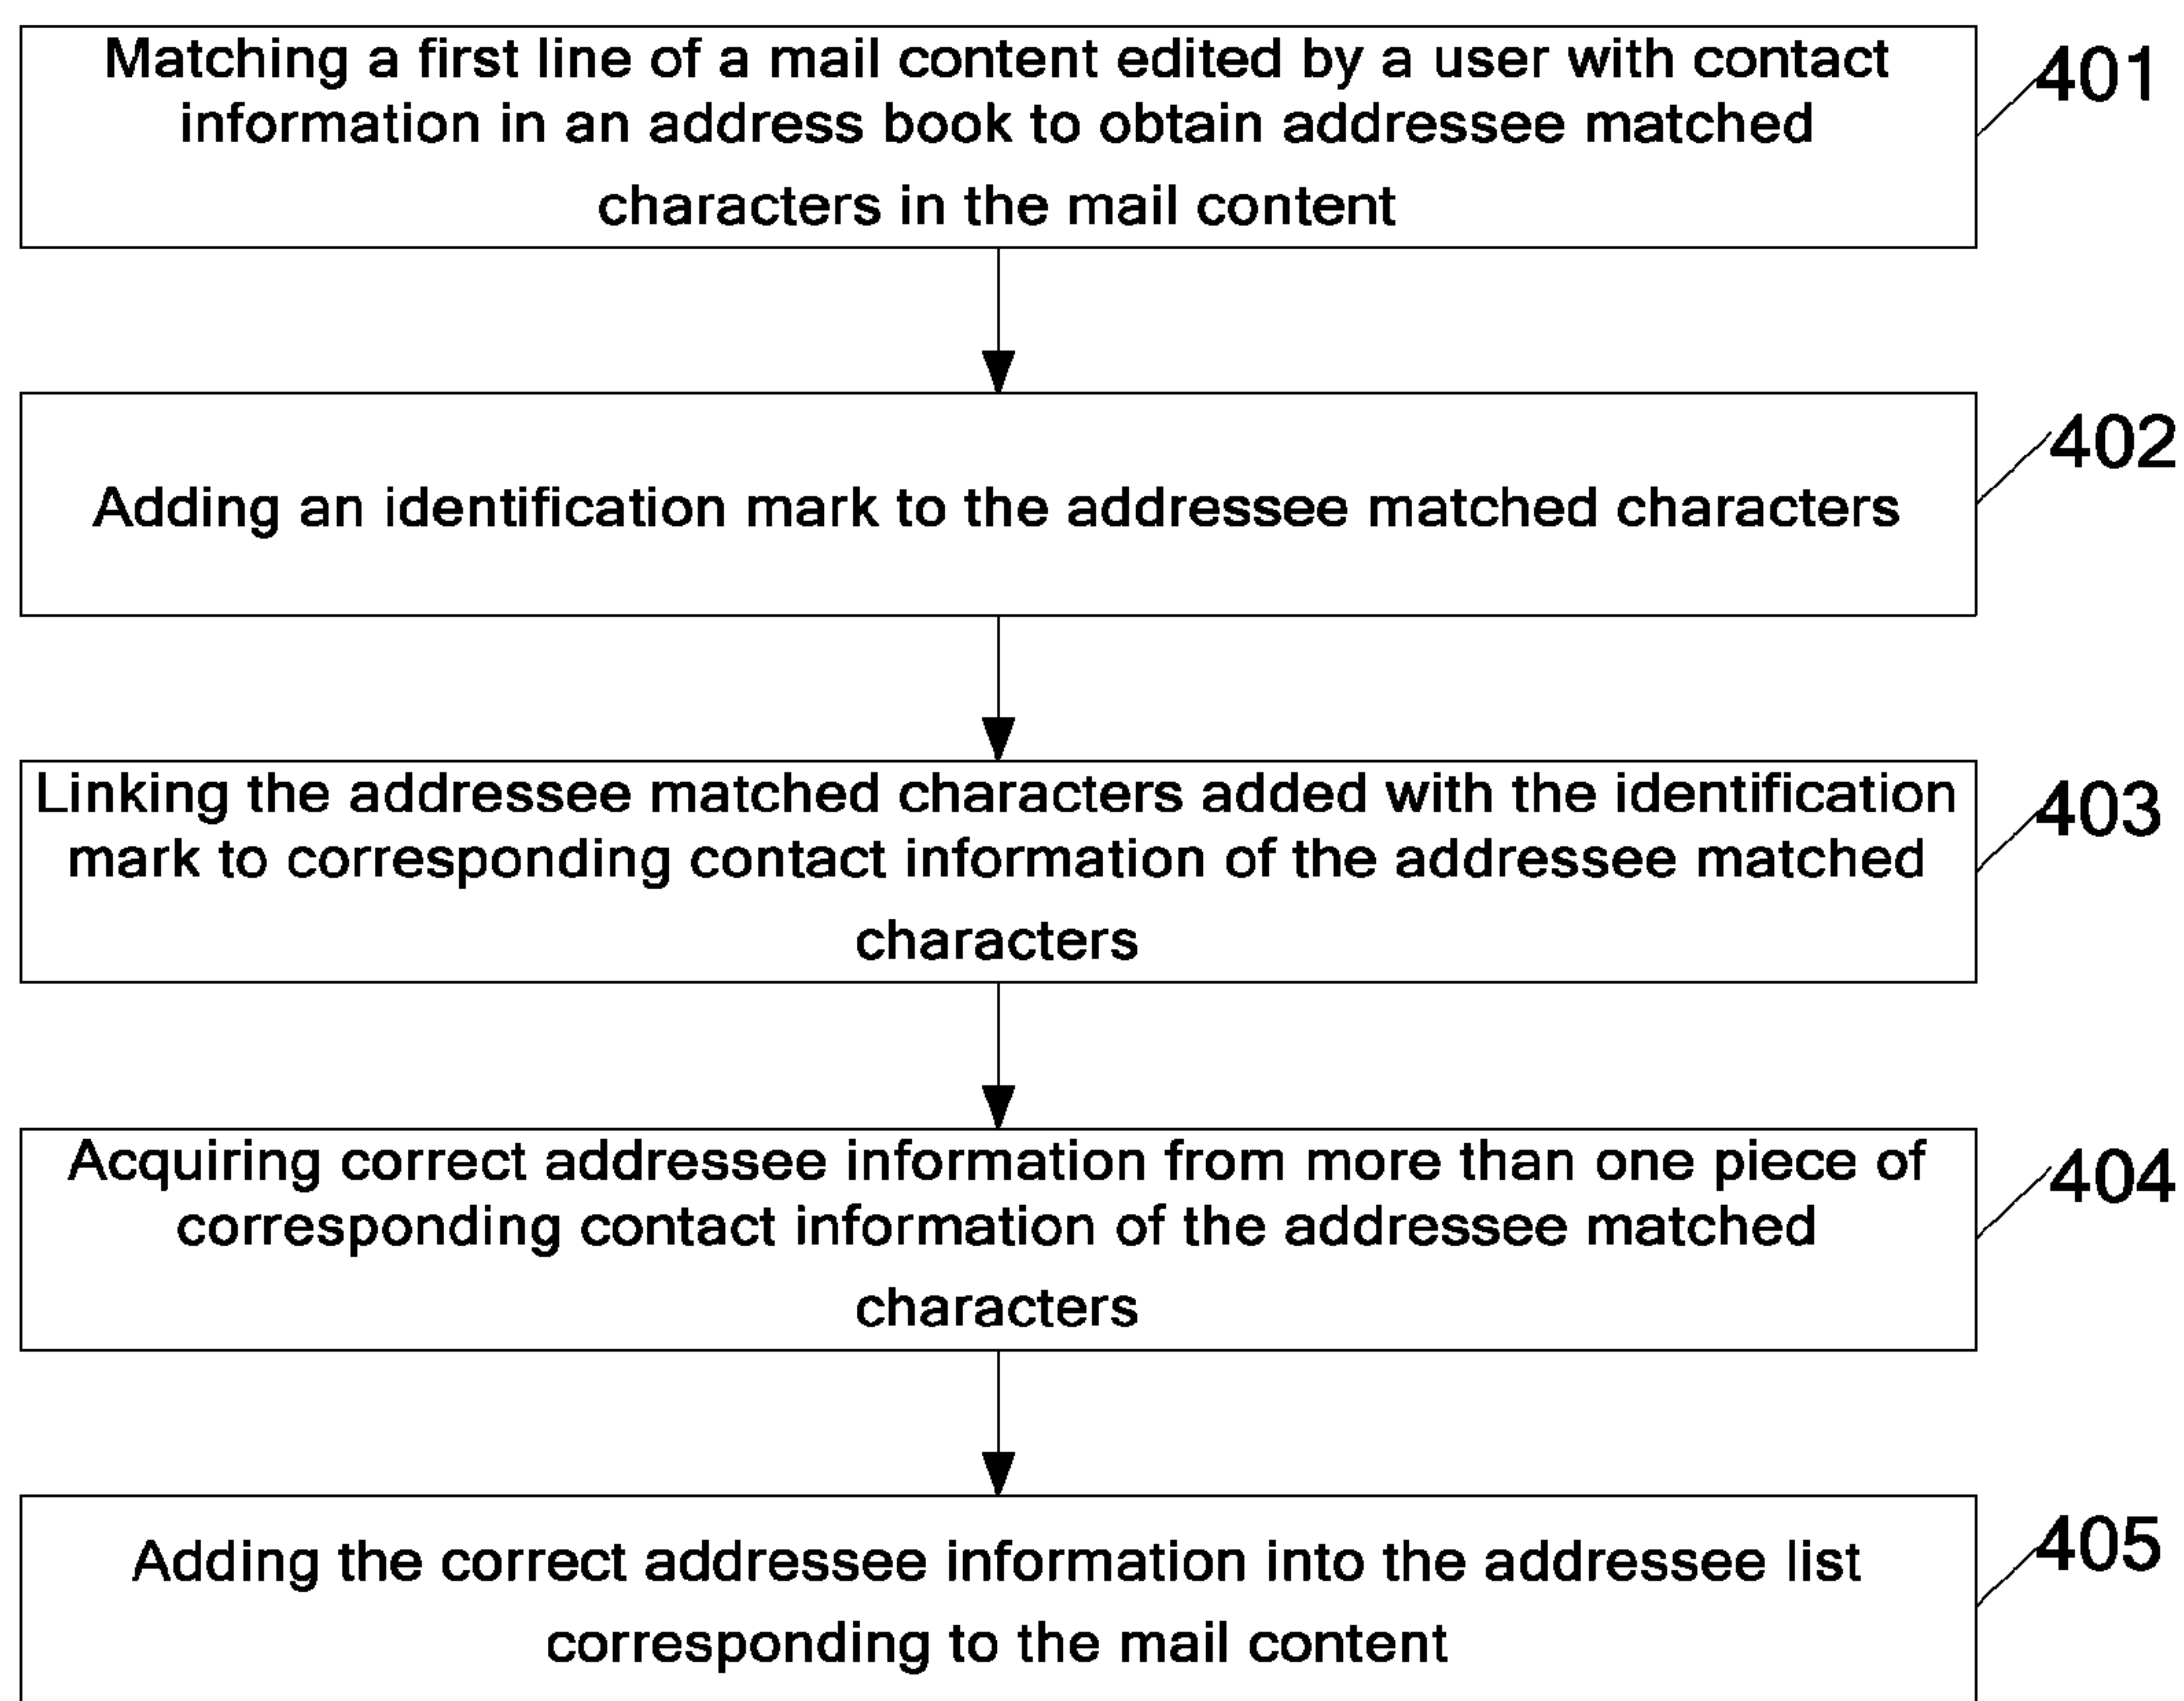 Matching a first line of a mail content edited by a user with contact
information in an address book to obtain addressee matched
characters in the mail content
401
Adding an identification mark to the addressee matched characters
402
Linking the addressee matched characters added with the identification
mark to corresponding contact information of the addressee matched
characters
403
Acquiring correct addressee information from more than one piece of
corresponding contact information of the addressee matched
characters
404
Adding the correct addressee information into the addressee list
corresponding to the mail content
405